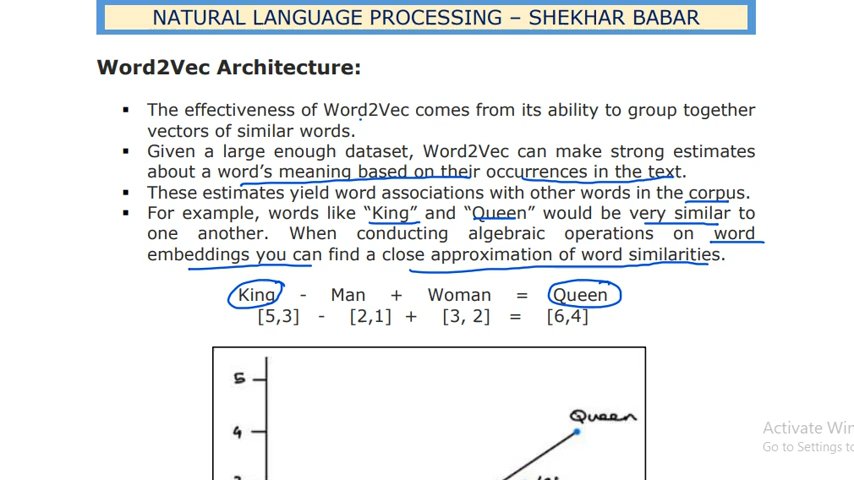 NATURAL LANGUAGE PROCESSING – SHEKHAR BABAR
Word2Vec Architecture:
▪ The effectiveness of Word2Vec comes from its ability to group together
vectors of similar words.
▪ Given a large enough dataset, Word2Vec can make strong estimates
about a word's meaning based on their occurrences in the text.
▪ These estimates yield word associations with other words in the corpus.
▪ For example, words like "King" and "Queen" would be very similar to
one another. When conducting algebraic operations on word
embeddings you can find a close approximation of word similarities.
King - Man + Woman = Queen
[5,3] - [2,1] + [3, 2] = [6,4]
5
Queen
4
Activate Win
Go to Settings to